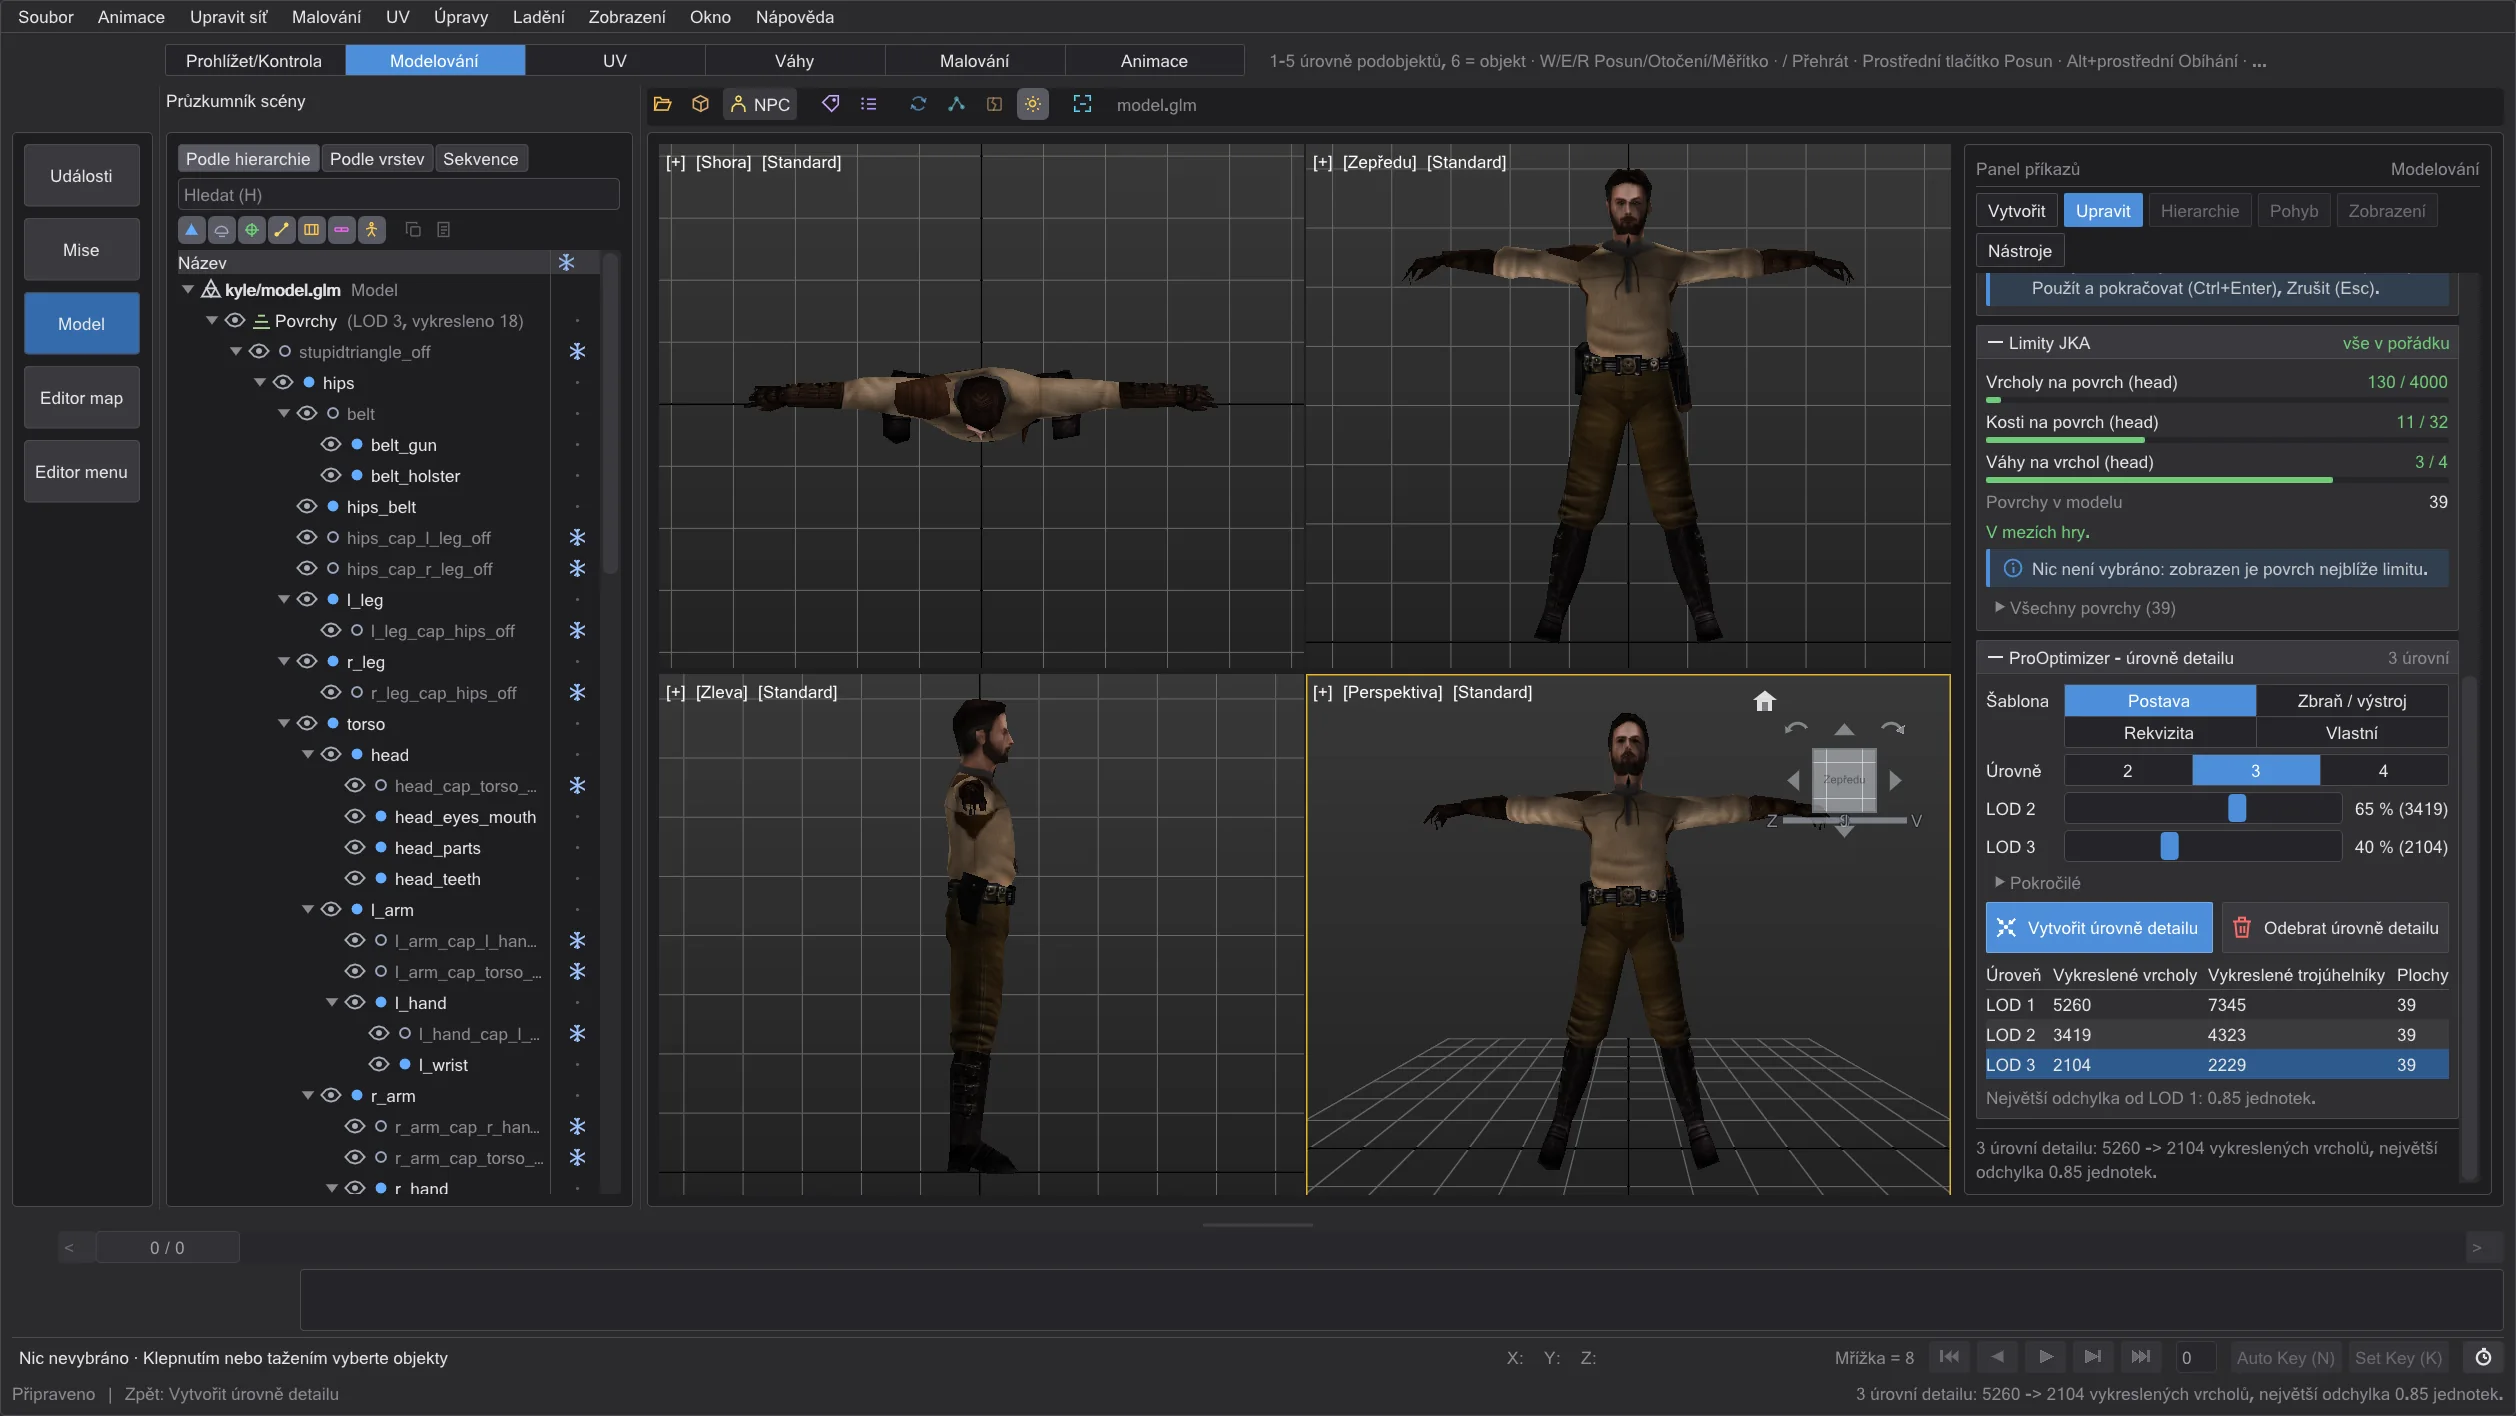 Soubor Animace Upravit síť Malování UV Úpravy Ladění Zobrazení Okno Nápověda
Prohlížet/Kontrola Modelování UV Váhy Malování Animace 1-5 úrovně podobjektů, 6 = objekt · W/E/R Posun/Otočení/Měřítko · / Přehrát · Prostřední tlačítko Posun · Alt+prostřední Obíhání · ...
Průzkumník scény
NPC model.glm
Události
Mise
Model
Editor map
Editor menu
Podle hierarchie Podle vrstev Sekvence
Hledat (H)
Název
kyle/model.glm Model
Povrchy (LOD 3, vykresleno 18)
stupidtriangle_off
hips
belt
belt_gun
belt_holster
hips_belt
hips_cap_l_leg_off
hips_cap_r_leg_off
l_leg
l_leg_cap_hips_off
r_leg
r_leg_cap_hips_off
torso
head
head_cap_torso_...
head_eyes_mouth
head_parts
head_teeth
l_arm
l_arm_cap_l_han...
l_arm_cap_torso_...
l_hand
l_hand_cap_l_...
l_wrist
r_arm
r_arm_cap_r_han...
r_arm_cap_torso_...
r_hand
[+] [Shora] [Standard]
[+] [Zepředu] [Standard]
[+] [Zleva] [Standard]
[+] [Perspektiva] [Standard]
Zepředu
Z S V
Panel příkazů Modelování
Vytvořit Upravit Hierarchie Pohyb Zobrazení
Nástroje
Použít a pokračovat (Ctrl+Enter), Zrušit (Esc).
Limity JKA vše v pořádku
Vrcholy na povrch (head) 130 / 4000
Kosti na povrch (head) 11 / 32
Váhy na vrchol (head) 3 / 4
Povrchy v modelu 39
V mezích hry.
Nic není vybráno: zobrazen je povrch nejblíže limitu.
Všechny povrchy (39)
ProOptimizer - úrovně detailu 3 úrovní
Šablona Postava Zbraň / výstroj
Rekvizita Vlastní
Úrovně 2 3 4
LOD 2 65 % (3419)
LOD 3 40 % (2104)
Pokročilé
Vytvořit úrovně detailu Odebrat úrovně detailu
Úroveň Vykreslené vrcholy Vykreslené trojúhelníky Plochy
LOD 1 5260 7345 39
LOD 2 3419 4323 39
LOD 3 2104 2229 39
Největší odchylka od LOD 1: 0.85 jednotek.
3 úrovní detailu: 5260 -> 2104 vykreslených vrcholů, největší
odchylka 0.85 jednotek.
< 0 / 0 >
Nic nevybráno · Klepnutím nebo tažením vyberte objekty X: Y: Z: Mřížka = 8 0 Auto Key (N) Set Key (K)
Připraveno | Zpět: Vytvořit úrovně detailu 3 úrovní detailu: 5260 -> 2104 vykreslených vrcholů, největší odchylka 0.85 jednotek.